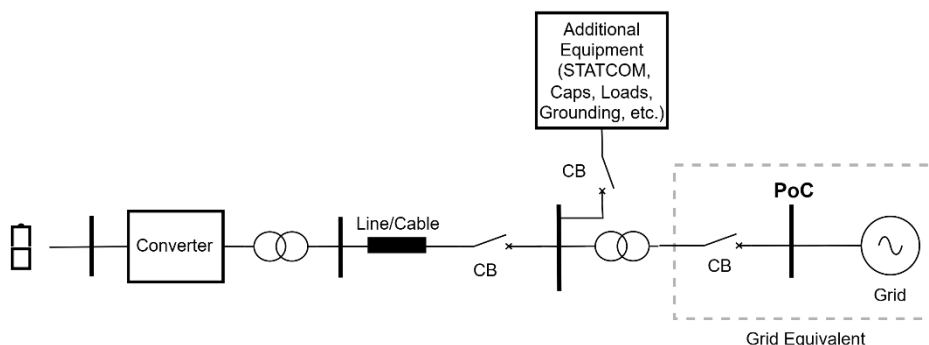 Additional
Equipment
(STATCOM,
Caps, Loads,
Grounding, etc.)
CB
PoC
Line/Cable
Converter
CB
CB
Grid
Grid Equivalent